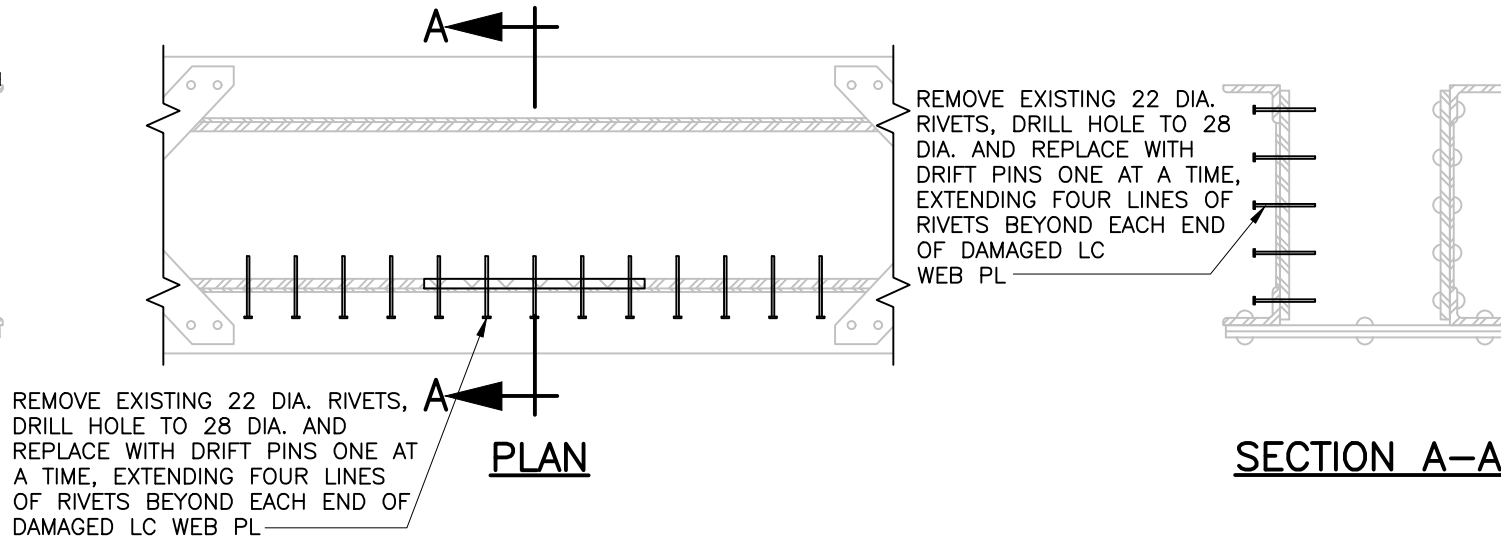 A
REMOVE EXISTING 22 DIA.
RIVETS, DRILL HOLE TO 28
DIA. AND REPLACE WITH
DRIFT PINS ONE AT A TIME,
EXTENDING FOUR LINES OF
RIVETS BEYOND EACH END
OF DAMAGED LC
WEB PL
A
REMOVE EXISTING 22 DIA. RIVETS,
DRILL HOLE TO 28 DIA. AND
REPLACE WITH DRIFT PINS ONE AT
A TIME, EXTENDING FOUR LINES
OF RIVETS BEYOND EACH END OF
DAMAGED LC WEB PL
PLAN
SECTION A-A